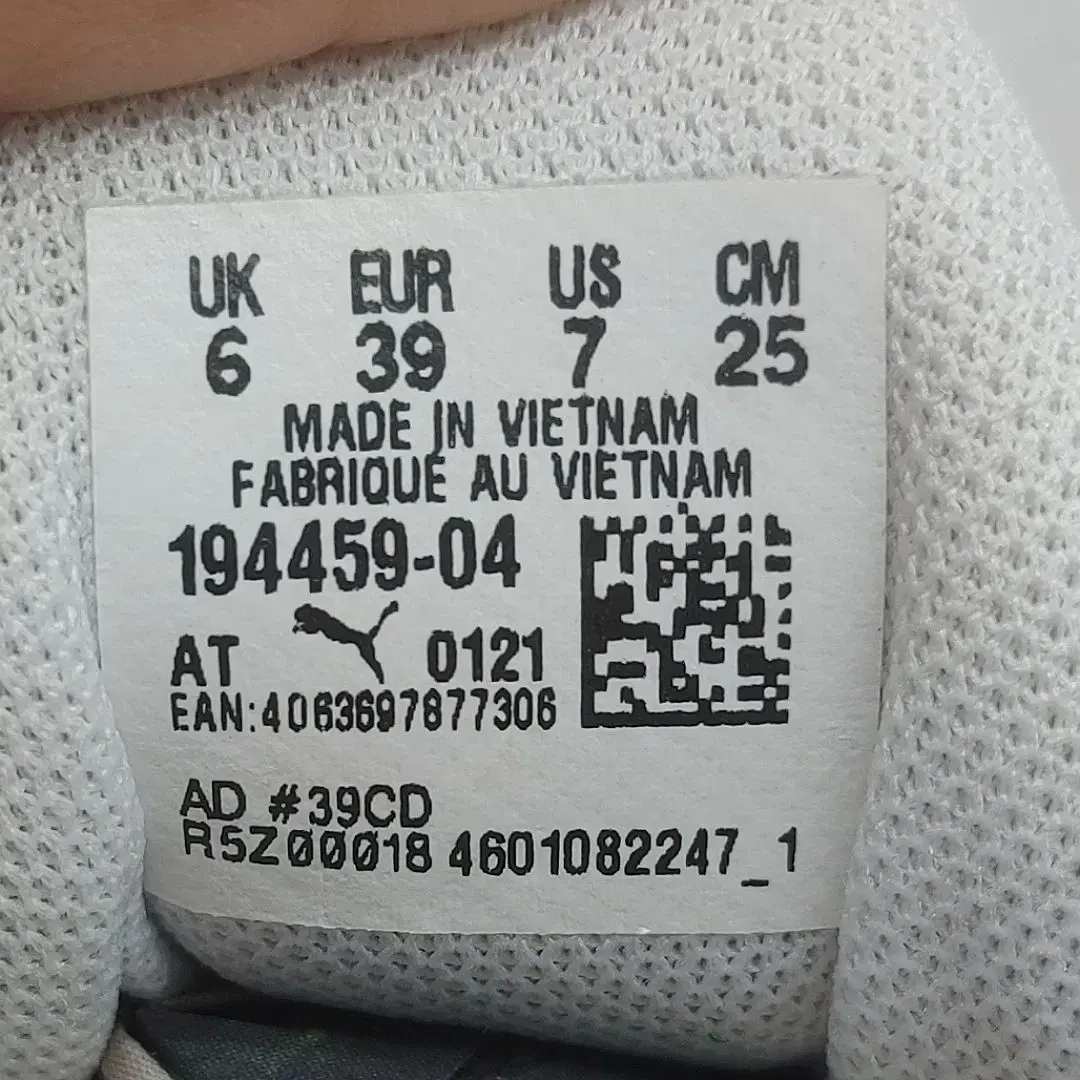 UK EUR US CM
6 39 7 25
MADE IN VIETNAM
FABRIQUE AU VIETNAM
194459-04
AT 0121
EAN:4063697877306
AD #39CD
R5Z00018 4601082247_1